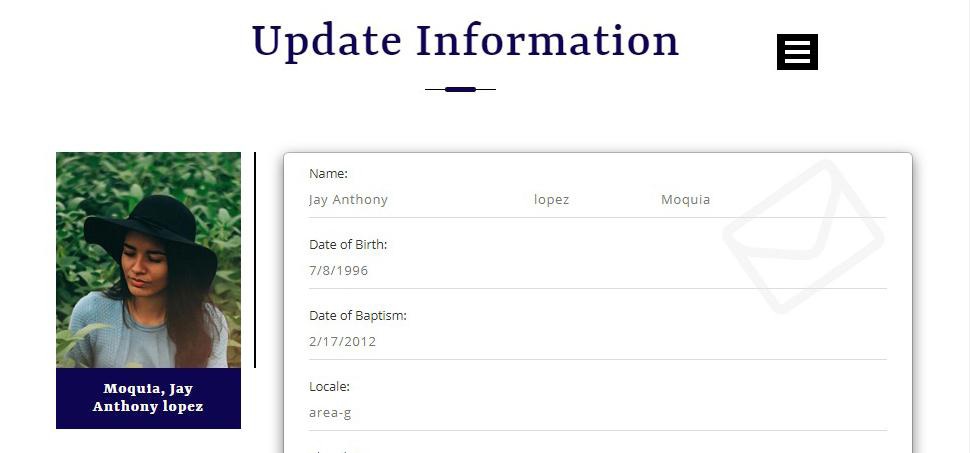 Update Information
Name:
Jay Anthony lopez Moquia
Date of Birth:
7/8/1996
Date of Baptism:
2/17/2012
Locale:
area-g
Moquia, Jay
Anthony lopez